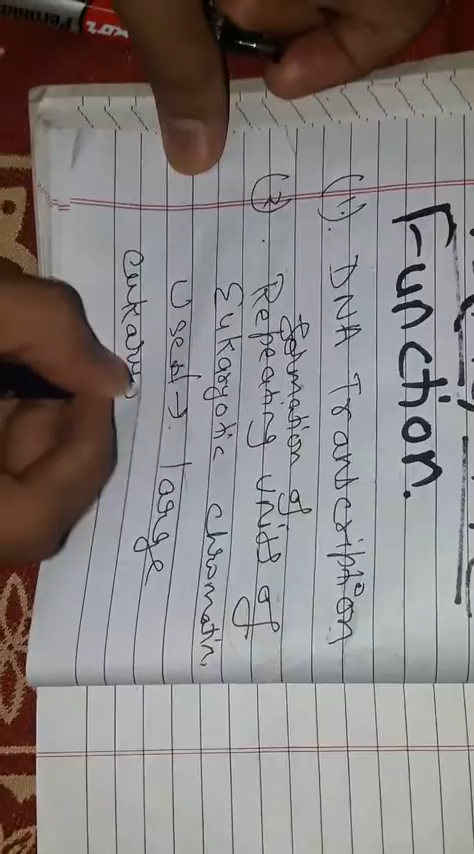 Function.
(1). DNA Transcription
(2). Formation of
Repeating units of
Eukaryotic chromatin
Used →. large
eukaryo